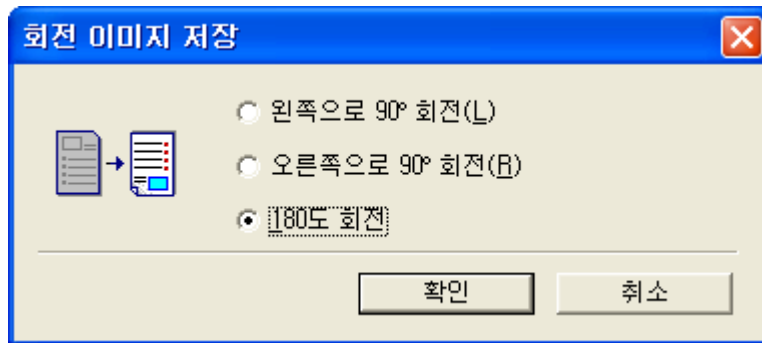 회전 이미지 저장
왼쪽으로 90° 회전(L)
오른쪽으로 90° 회전(R)
180도 회전
확인
취소